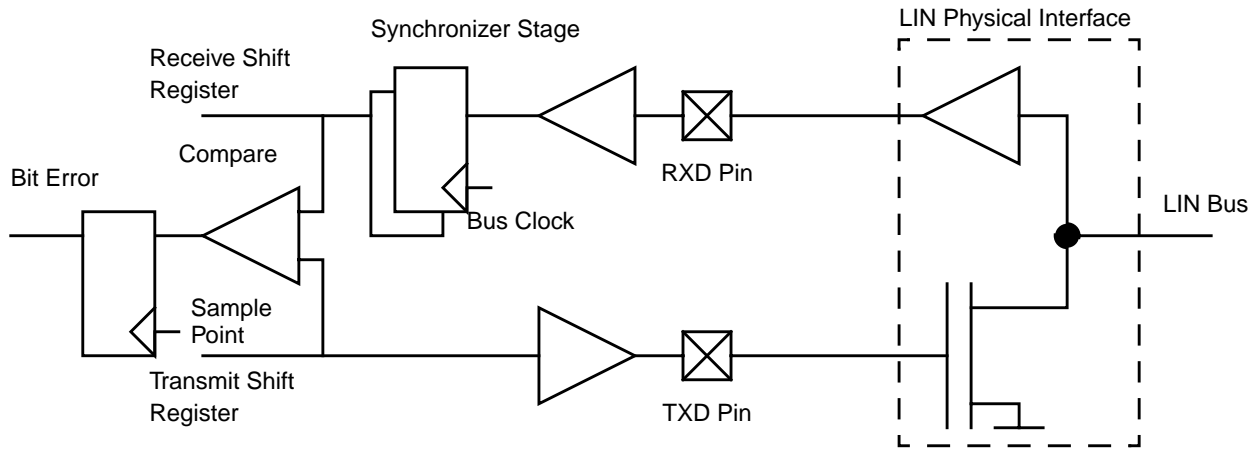 LIN Physical Interface
Synchronizer Stage
Receive Shift
Register
Compare
RXD Pin
Bit Error
LIN Bus
Bus Clock
Sample
Point
Transmit Shift
Register
TXD Pin